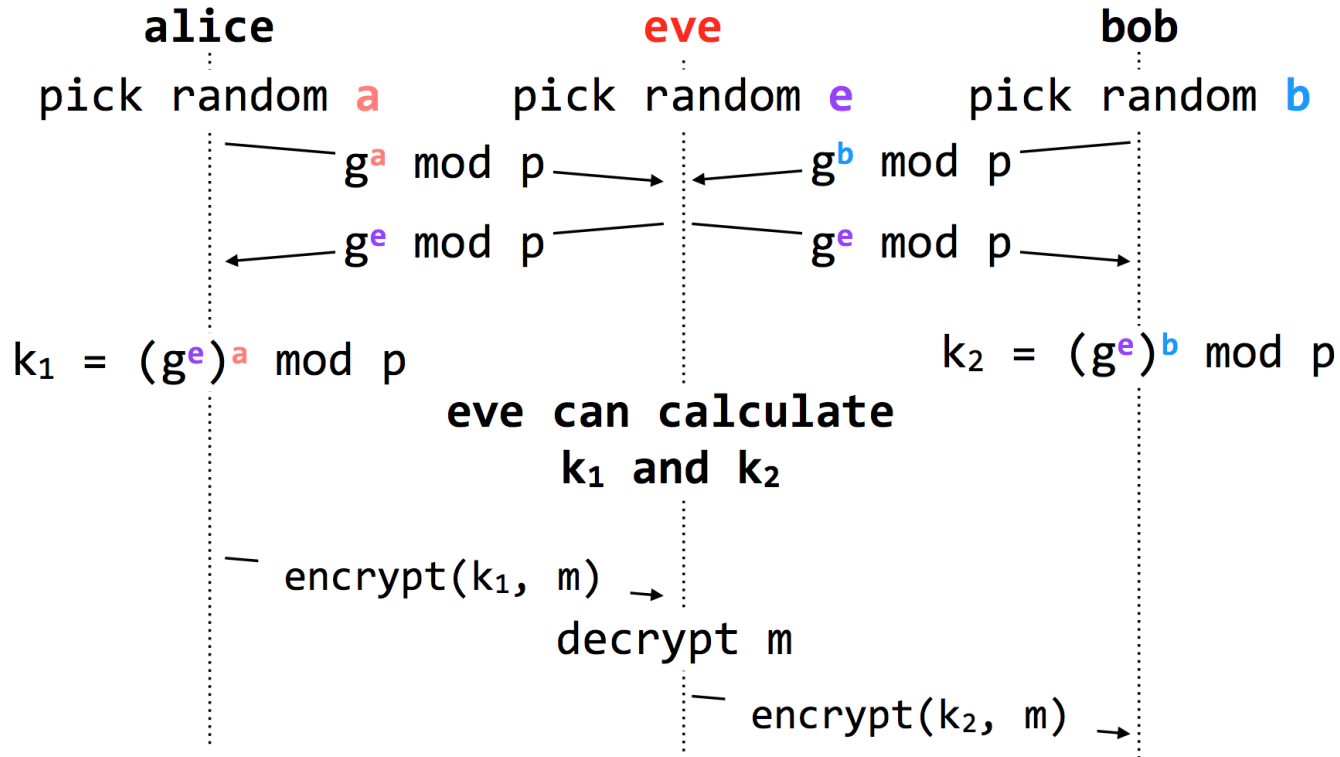 alice eve bob
pick random a pick random e pick random b
gᵃ mod p gᵇ mod p
gᵉ mod p gᵉ mod p
k₁ = (gᵉ)ᵃ mod p k₂ = (gᵉ)ᵇ mod p
eve can calculate
k₁ and k₂
encrypt(k₁, m)
decrypt m
encrypt(k₂, m)